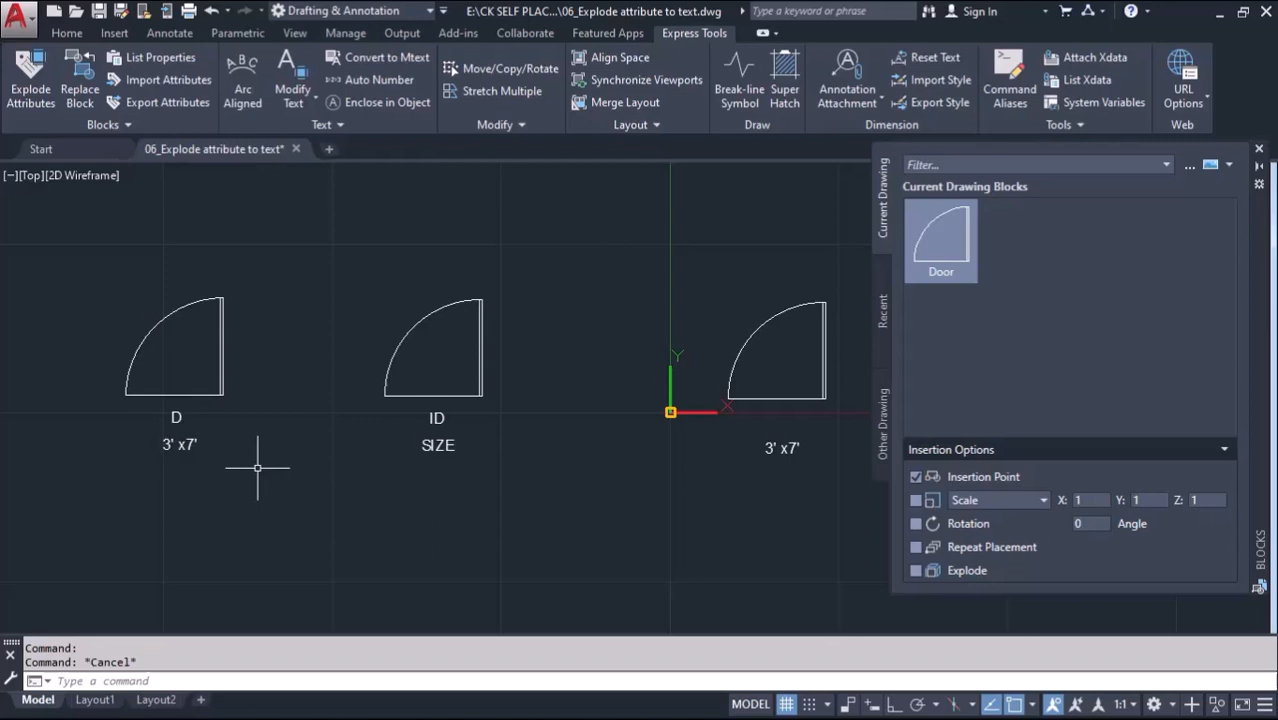 A Drafting & Annotation E:\CK SELF PLAC...\06_Explode attribute to text.dwg Type a keyword or phrase Sign In
Home Insert Annotate Parametric View Manage Output Add-ins Collaborate Featured Apps Express Tools
Explode Attributes
Replace Block
List Properties
Import Attributes
Export Attributes
Arc Aligned
Modify Text
Convert to Mtext
Auto Number
Enclose in Object
Move/Copy/Rotate
Stretch Multiple
Align Space
Synchronize Viewports
Merge Layout
Break-line Symbol
Super Hatch
Annotation Attachment
Reset Text
Import Style
Export Style
Command Aliases
Attach Xdata
List Xdata
System Variables
URL Options
Blocks Text Modify Layout Draw Dimension Tools Web
Start 06_Explode attribute to text*
[−][Top][2D Wireframe]
D
3' x7'
ID
SIZE
Y
X
3' x7'
Current Drawing
Recent
Other Drawing
Filter...
Current Drawing Blocks
Door
Insertion Options
Insertion Point
Scale X: 1 Y: 1 Z: 1
Rotation 0 Angle
Repeat Placement
Explode
BLOCKS
Command:
Command: *Cancel*
Type a command
Model Layout1 Layout2 MODEL 1:1